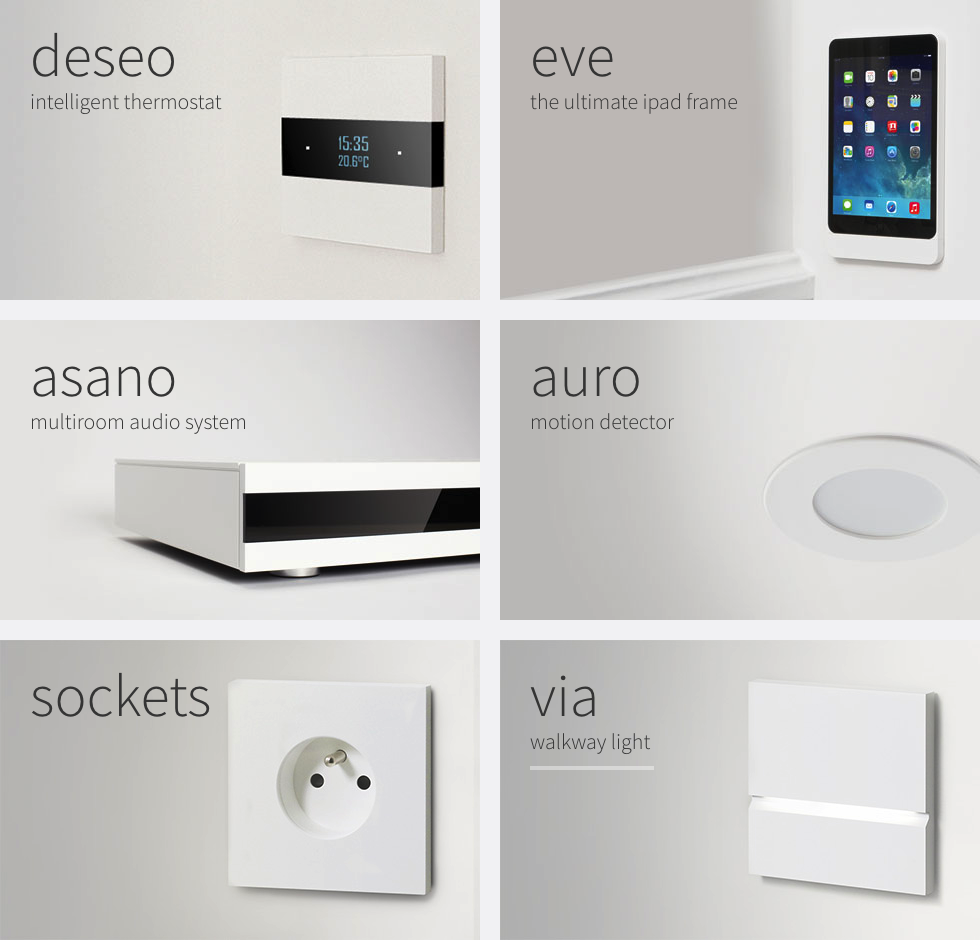 deseo
intelligent thermostat
15:35
20.6°C
eve
the ultimate ipad frame
asano
multiroom audio system
auro
motion detector
sockets
via
walkway light